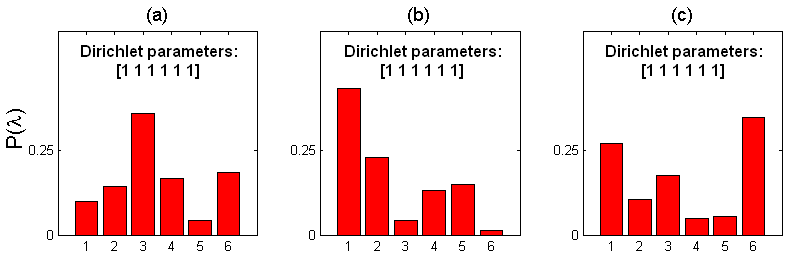 (a) (b) (c)
Dirichlet parameters: Dirichlet parameters: Dirichlet parameters:
[1 1 1 1 1 1] [1 1 1 1 1 1] [1 1 1 1 1 1]
P(λ)
0.25 0.25 0.25
0 0 0
1 2 3 4 5 6 1 2 3 4 5 6 1 2 3 4 5 6